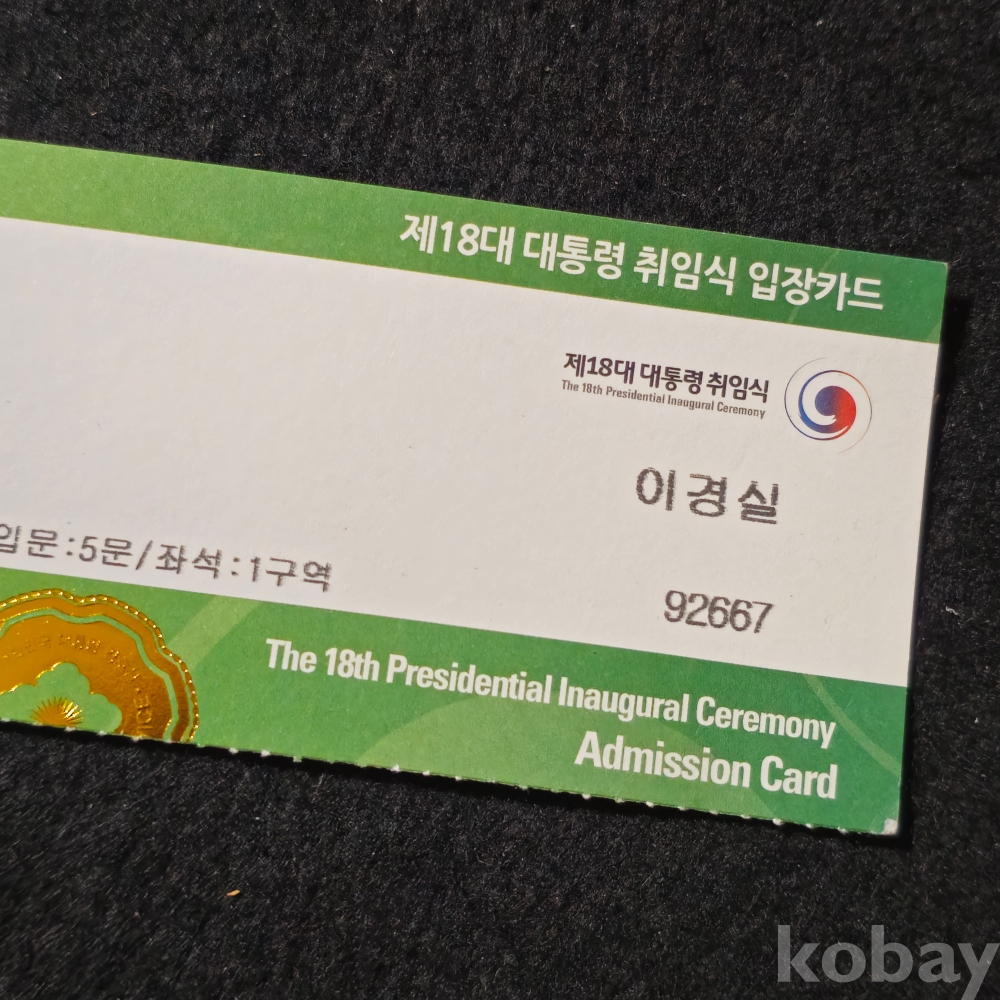 제18대 대통령 취임식 입장카드
제18대 대통령 취임식
The 18th Presidential Inaugural Ceremony
이경실
입문:5문/좌석:1구역
92667
The 18th Presidential Inaugural Ceremony
Admission Card
kobay